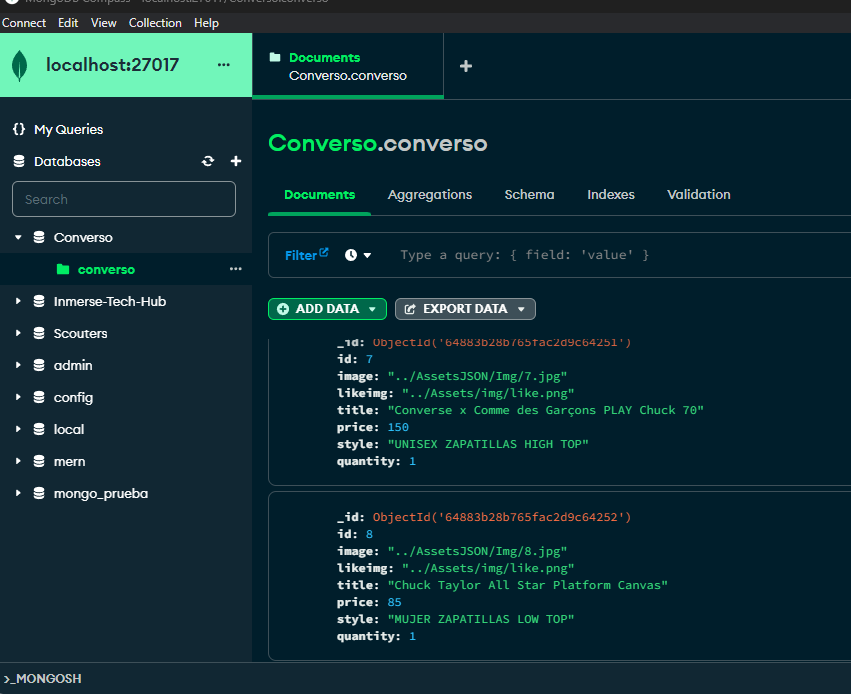 MongoDB Compass - localhost:27017/Converso.converso
Connect Edit View Collection Help
localhost:27017 ...
My Queries
Databases
Search
Converso
converso ...
Inmerse-Tech-Hub
Scouters
admin
config
local
mern
mongo_prueba
Documents
Converso.converso
+
Converso.converso
Documents Aggregations Schema Indexes Validation
Filter Type a query: { field: 'value' }
ADD DATA EXPORT DATA
_id: ObjectId('64883b28b765fac2d9c64251')
id: 7
image: "../AssetsJSON/Img/7.jpg"
likeimg: "../Assets/img/like.png"
title: "Converse x Comme des Garçons PLAY Chuck 70"
price: 150
style: "UNISEX ZAPATILLAS HIGH TOP"
quantity: 1
_id: ObjectId('64883b28b765fac2d9c64252')
id: 8
image: "../AssetsJSON/Img/8.jpg"
likeimg: "../Assets/img/like.png"
title: "Chuck Taylor All Star Platform Canvas"
price: 85
style: "MUJER ZAPATILLAS LOW TOP"
quantity: 1
>_MONGOSH